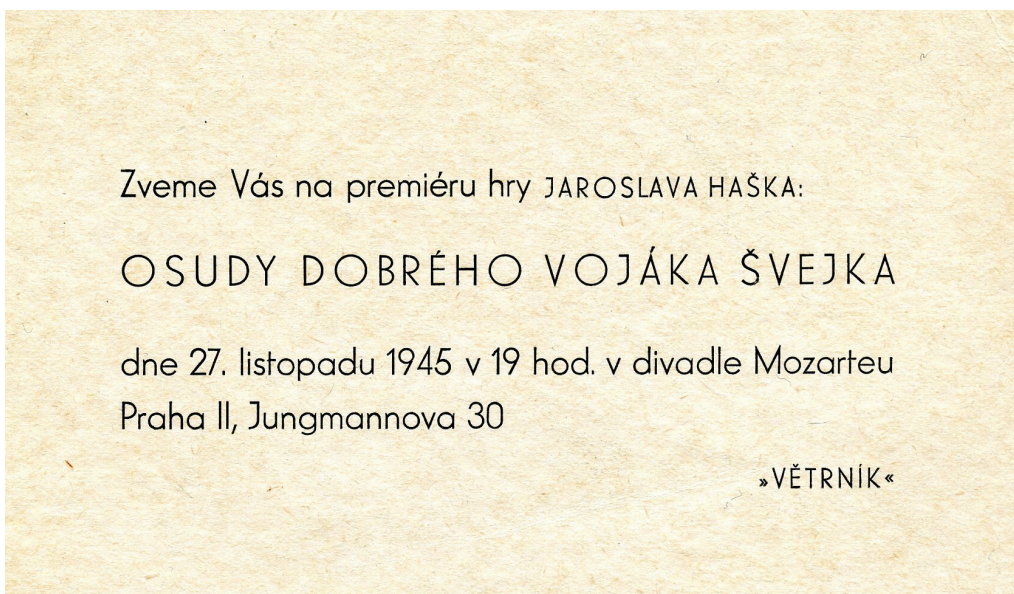 Zveme Vás na premiéru hry JAROSLAVA HAŠKA:
OSUDY DOBRÉHO VOJÁKA ŠVEJKA
dne 27. listopadu 1945 v 19 hod. v divadle Mozarteu
Praha II, Jungmannova 30
»VĚTRNÍK«